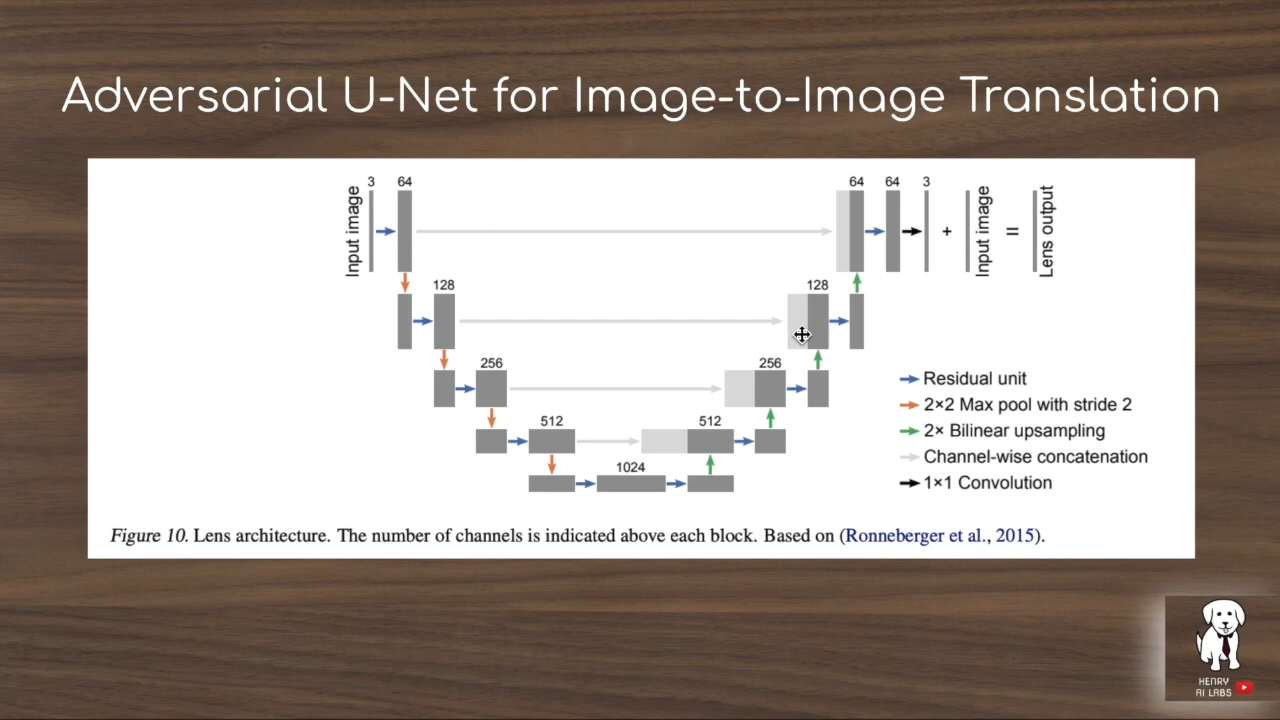 Adversarial U-Net for Image-to-Image Translation
Input image
3
64
128
256
512
1024
512
256
128
64
64
3
+
Input image
=
Lens output
Residual unit
2×2 Max pool with stride 2
2× Bilinear upsampling
Channel-wise concatenation
1×1 Convolution
Figure 10. Lens architecture. The number of channels is indicated above each block. Based on (Ronneberger et al., 2015).
HENRY
AI LABS